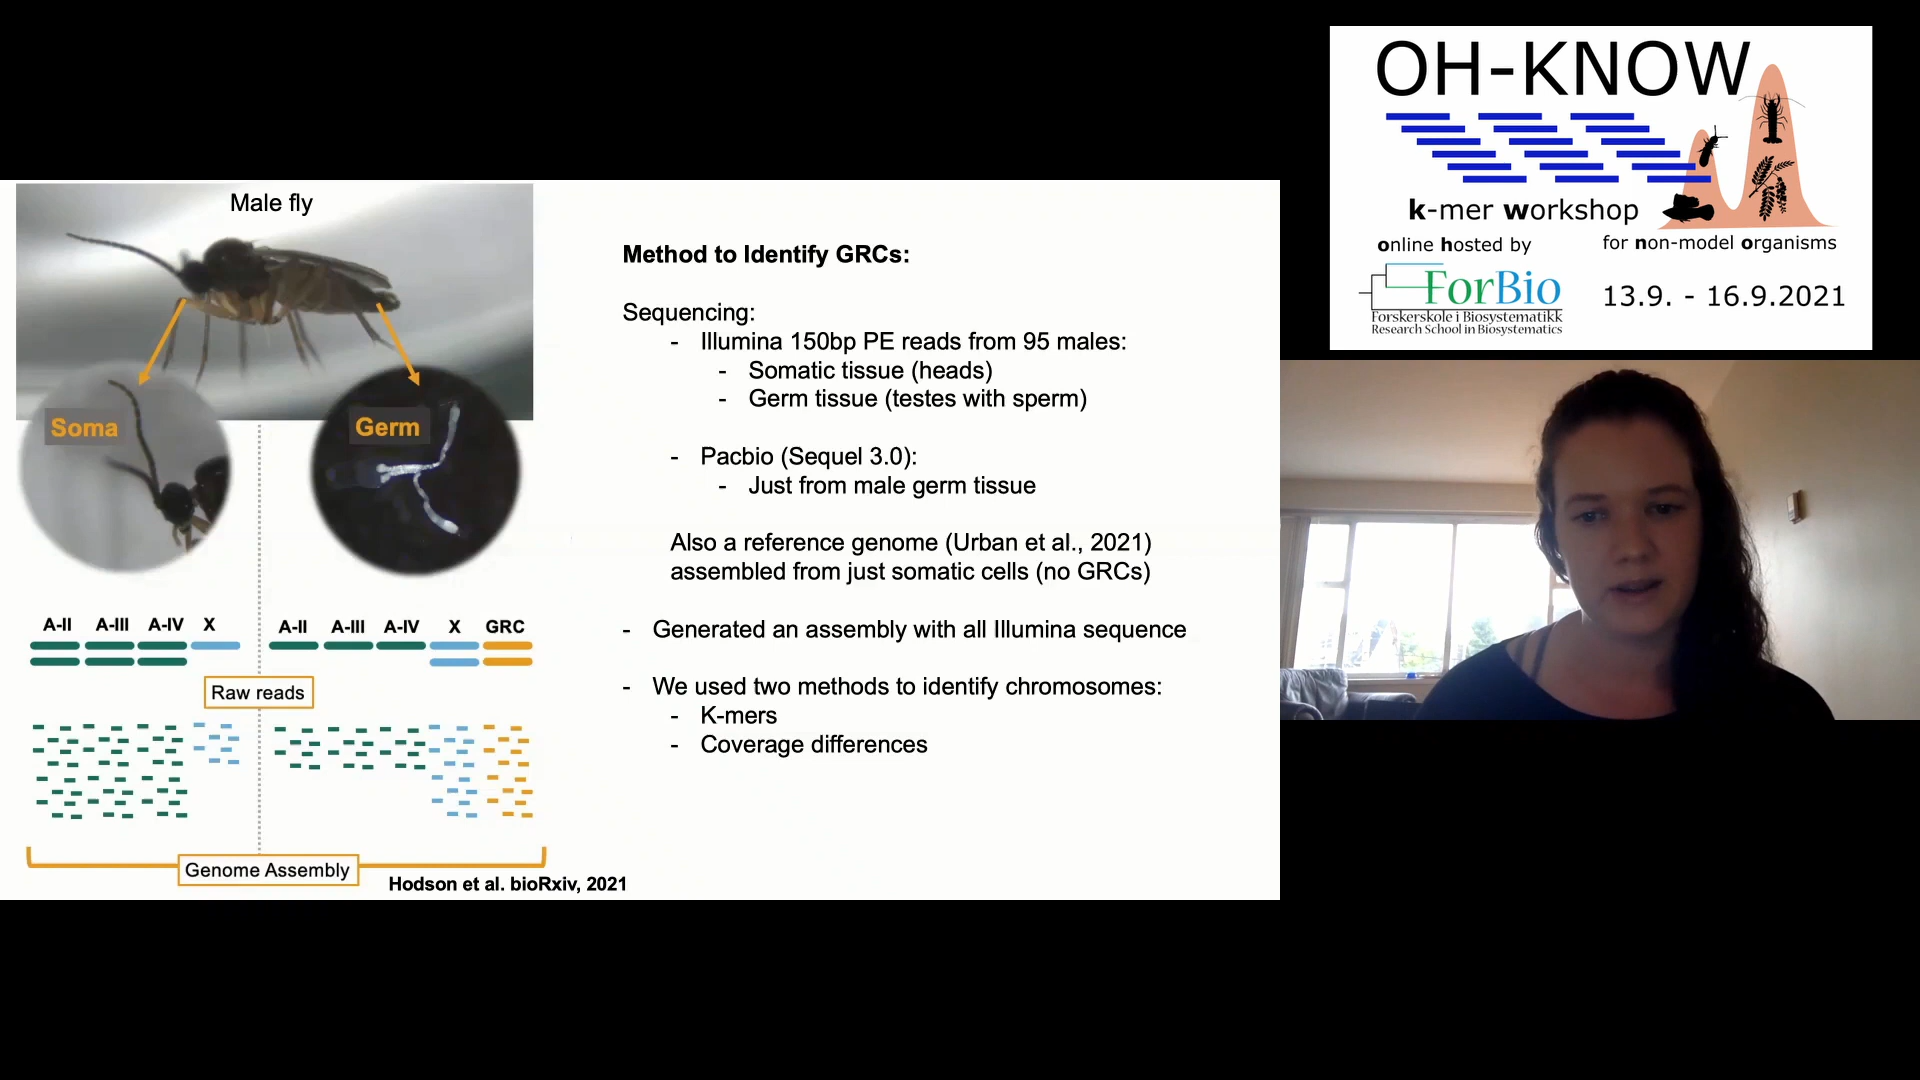 Male fly
Soma
Germ
A-II A-III A-IV X
A-II A-III A-IV X GRC
Raw reads
Genome Assembly
Hodson et al. bioRxiv, 2021
Method to Identify GRCs:
Sequencing:
- Illumina 150bp PE reads from 95 males:
- Somatic tissue (heads)
- Germ tissue (testes with sperm)
- Pacbio (Sequel 3.0):
- Just from male germ tissue
Also a reference genome (Urban et al., 2021)
assembled from just somatic cells (no GRCs)
- Generated an assembly with all Illumina sequence
- We used two methods to identify chromosomes:
- K-mers
- Coverage differences
OH-KNOW
k-mer workshop
online hosted by
for non-model organisms
ForBio
Forskerskole i Biosystematikk
Research School in Biosystematics
13.9. - 16.9.2021